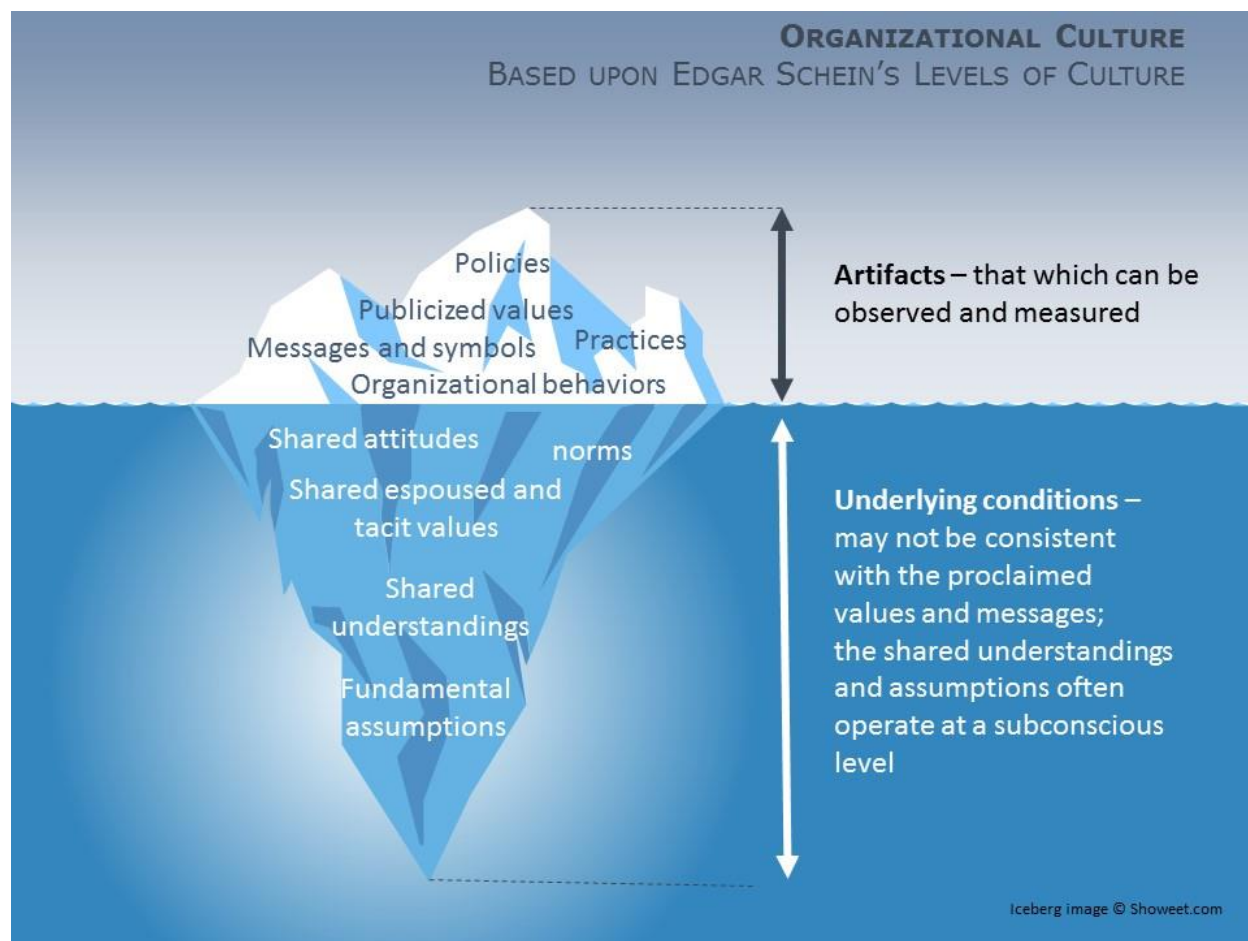 ORGANIZATIONAL CULTURE
BASED UPON EDGAR SCHEIN'S LEVELS OF CULTURE
Policies
Publicized values
Practices
Messages and symbols
Organizational behaviors
Artifacts – that which can be
observed and measured
Shared attitudes
norms
Shared espoused and
tacit values
Shared
understandings
Fundamental
assumptions
Underlying conditions –
may not be consistent
with the proclaimed
values and messages;
the shared understandings
and assumptions often
operate at a subconscious
level
Iceberg image © Showeet.com